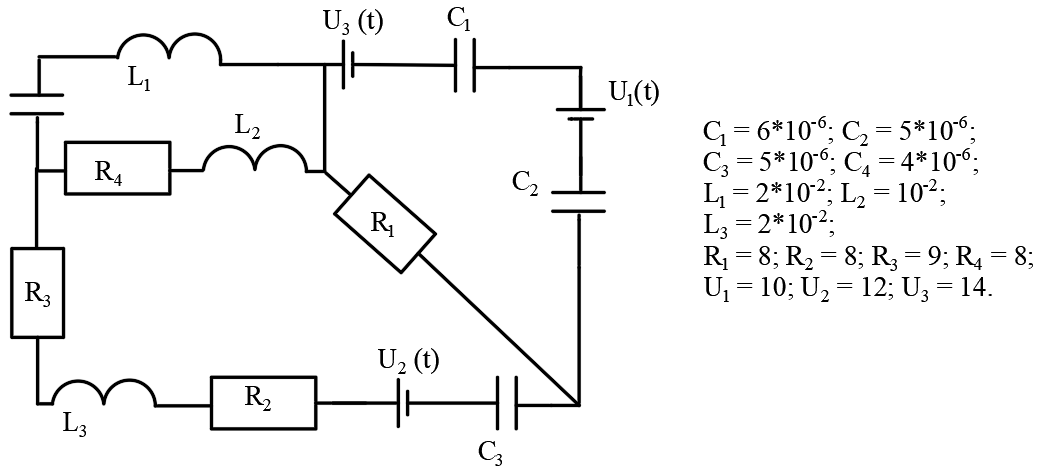 U₃ (t)
C₁
L₁
U₁(t)
L₂
R₄
C₂
R₁
R₃
U₂ (t)
R₂
L₃
C₃
C₁ = 6*10⁻⁶; C₂ = 5*10⁻⁶;
C₃ = 5*10⁻⁶; C₄ = 4*10⁻⁶;
L₁ = 2*10⁻²; L₂ = 10⁻²;
L₃ = 2*10⁻²;
R₁ = 8; R₂ = 8; R₃ = 9; R₄ = 8;
U₁ = 10; U₂ = 12; U₃ = 14.